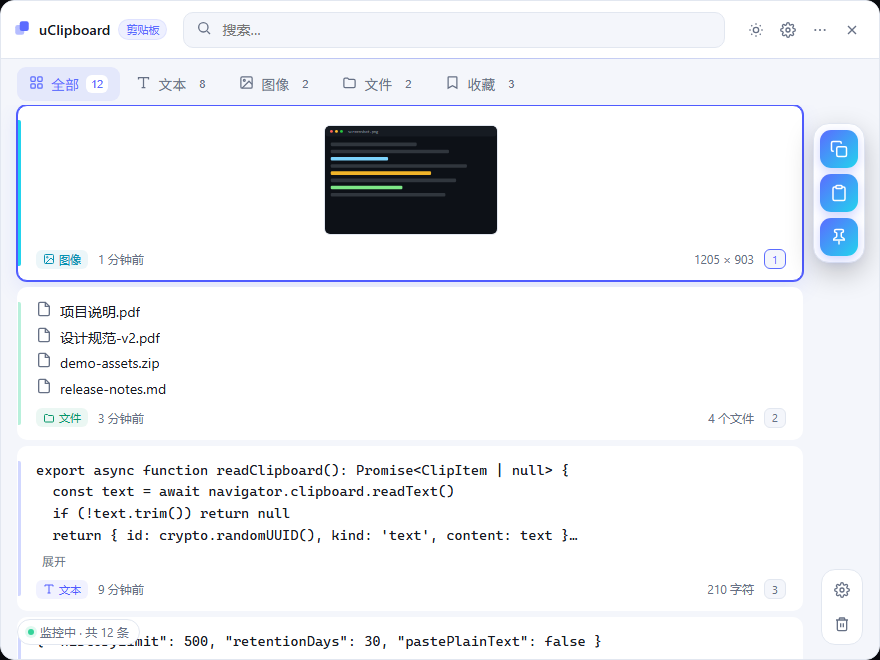 uClipboard 剪贴板
搜索...
全部 12 文本 8 图像 2 文件 2 收藏 3
图像 1 分钟前 1205 × 903 1
项目说明.pdf
设计规范-v2.pdf
demo-assets.zip
release-notes.md
文件 3 分钟前 4 个文件 2
export async function readClipboard(): Promise<ClipItem | null> {
  const text = await navigator.clipboard.readText()
  if (!text.trim()) return null
  return { id: crypto.randomUUID(), kind: 'text', content: text }…
展开
文本 9 分钟前 210 字符 3
监控中 · 共 12 条
500, "retentionDays": 30, "pastePlainText": false }